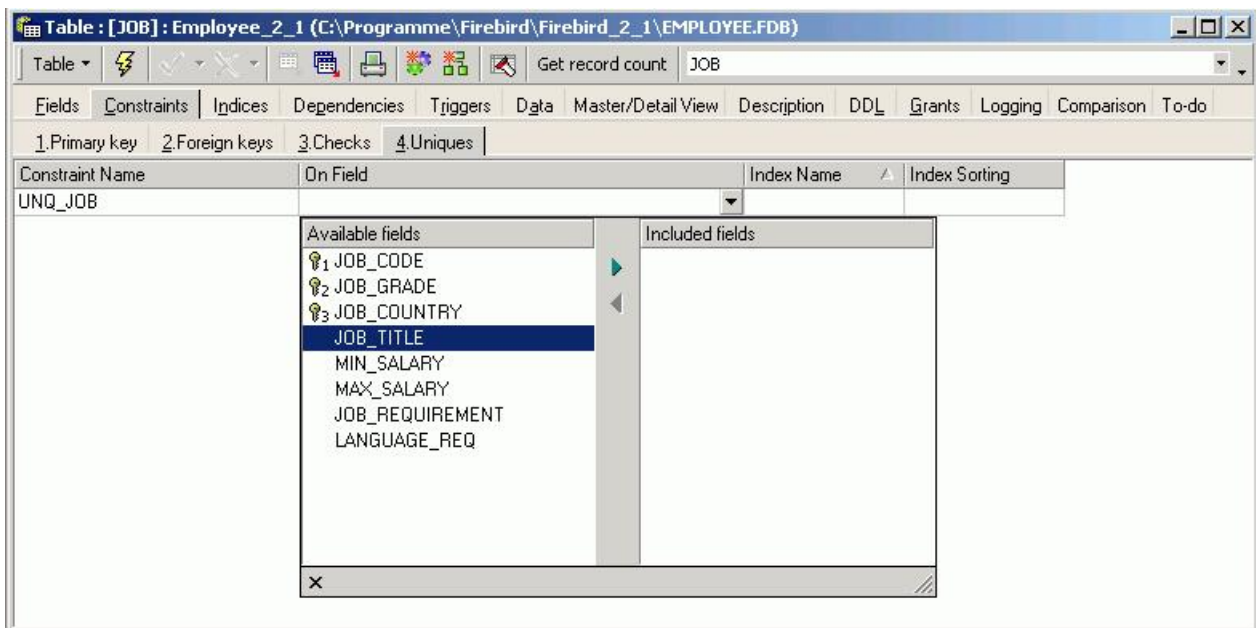 Table : [JOB] : Employee_2_1 (C:\Programme\Firebird\Firebird_2_1\EMPLOYEE.FDB)
Table Get record count JOB
Fields Constraints Indices Dependencies Triggers Data Master/Detail View Description DDL Grants Logging Comparison To-do
1.Primary key 2.Foreign keys 3.Checks 4.Uniques
Constraint Name On Field Index Name Index Sorting
UNQ_JOB
Available fields Included fields
1 JOB_CODE
2 JOB_GRADE
3 JOB_COUNTRY
JOB_TITLE
MIN_SALARY
MAX_SALARY
JOB_REQUIREMENT
LANGUAGE_REQ